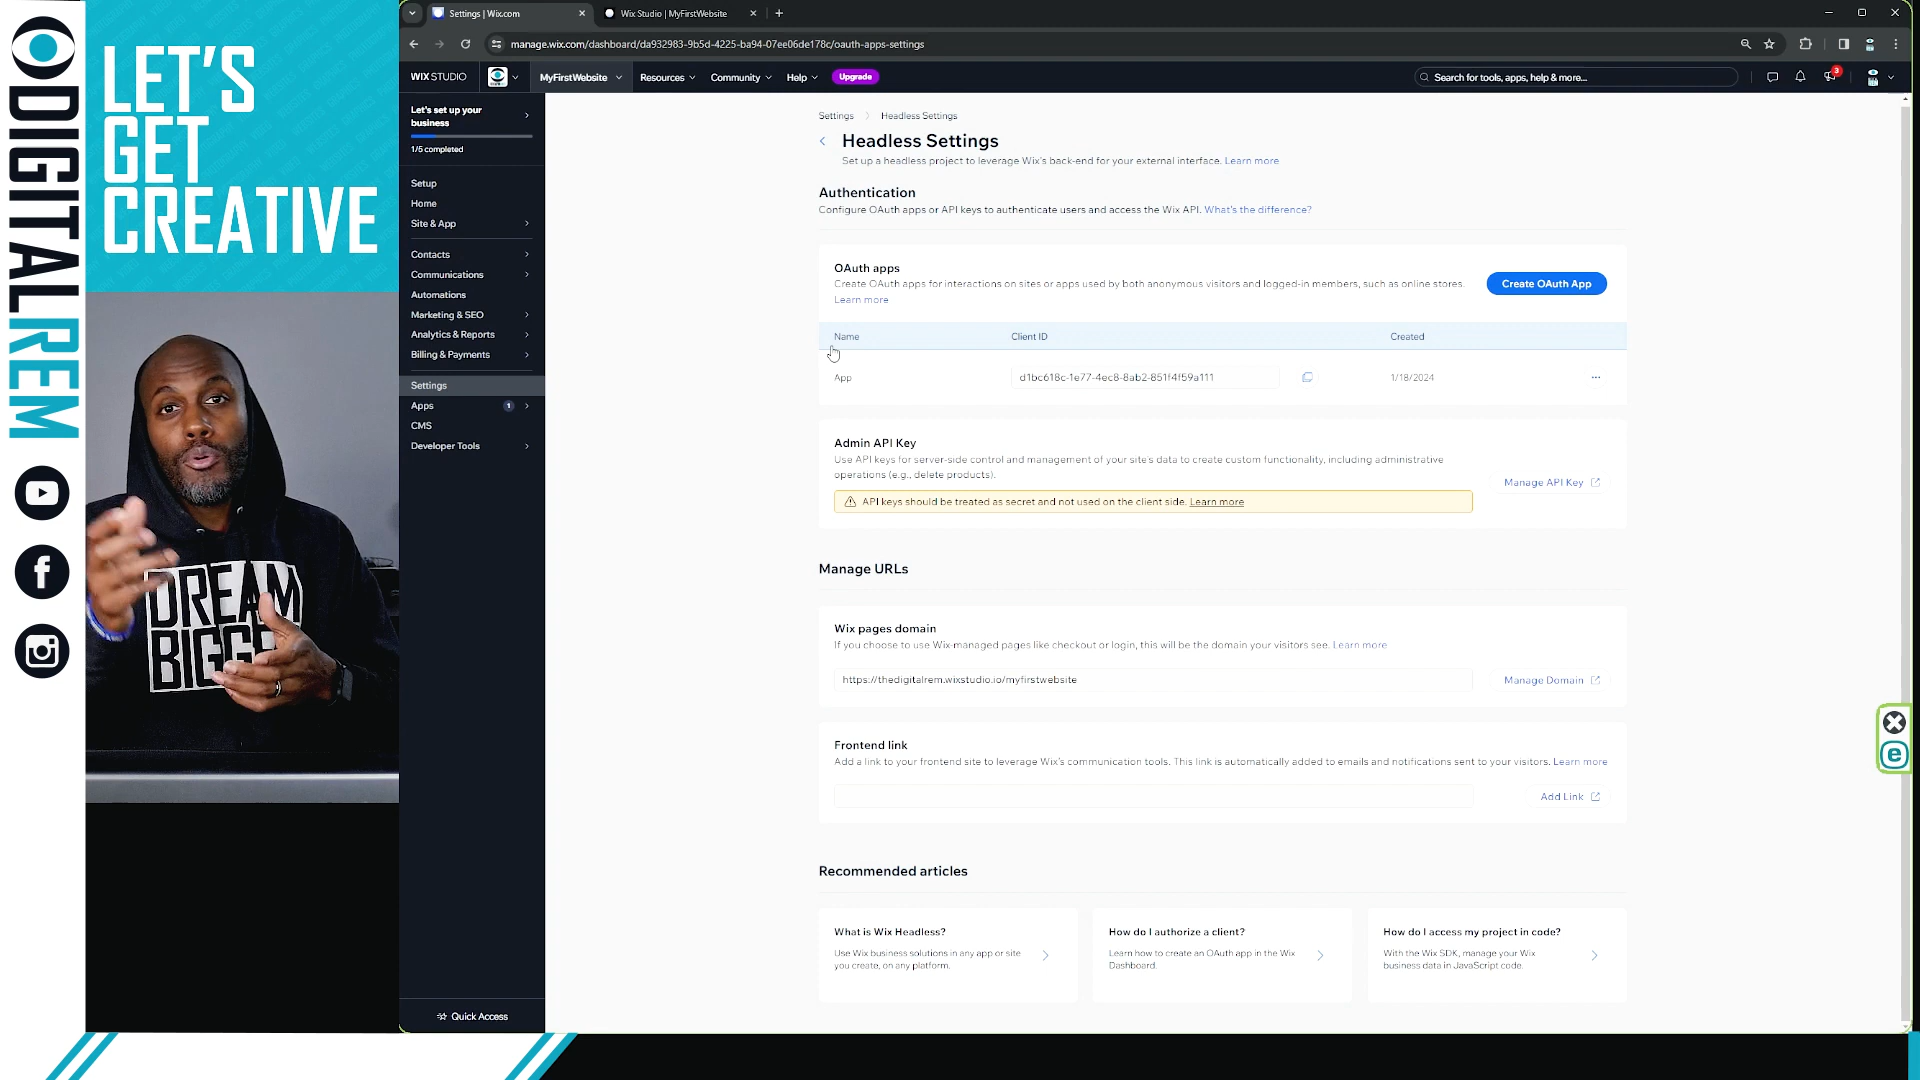 DIGITALREM
LET'S
GET
CREATIVE
DREAM
BIGGE
Settings | Wix.com
Wix Studio | MyFirstWebsite
manage.wix.com/dashboard/da932983-9b5d-4225-ba94-07ee06de178c/oauth-apps-settings
WIX STUDIO
MyFirstWebsite
Resources
Community
Help
Upgrade
Search for tools, apps, help & more...
3
Let's set up your
business
1/5 completed
Setup
Home
Site & App
Contacts
Communications
Automations
Marketing & SEO
Analytics & Reports
Billing & Payments
Settings
Apps 1
CMS
Developer Tools
Quick Access
Settings > Headless Settings
Headless Settings
Set up a headless project to leverage Wix's back-end for your external interface. Learn more
Authentication
Configure OAuth apps or API keys to authenticate users and access the Wix API. What's the difference?
OAuth apps
Create OAuth apps for interactions on sites or apps used by both anonymous visitors and logged-in members, such as online stores.
Learn more
Create OAuth App
Name Client ID Created
App d1bc618c-1e77-4ec8-8ab2-851f4f59a111 1/18/2024
Admin API Key
Use API keys for server-side control and management of your site's data to create custom functionality, including administrative
operations (e.g., delete products).
API keys should be treated as secret and not used on the client side. Learn more
Manage API Key
Manage URLs
Wix pages domain
If you choose to use Wix-managed pages like checkout or login, this will be the domain your visitors see. Learn more
https://thedigitalrem.wixstudio.io/myfirstwebsite
Manage Domain
Frontend link
Add a link to your frontend site to leverage Wix's communication tools. This link is automatically added to emails and notifications sent to your visitors. Learn more
Add Link
Recommended articles
What is Wix Headless?
Use Wix business solutions in any app or site
you create, on any platform.
How do I authorize a client?
Learn how to create an OAuth app in the Wix
Dashboard.
How do I access my project in code?
With the Wix SDK, manage your Wix
business data in JavaScript code.
e